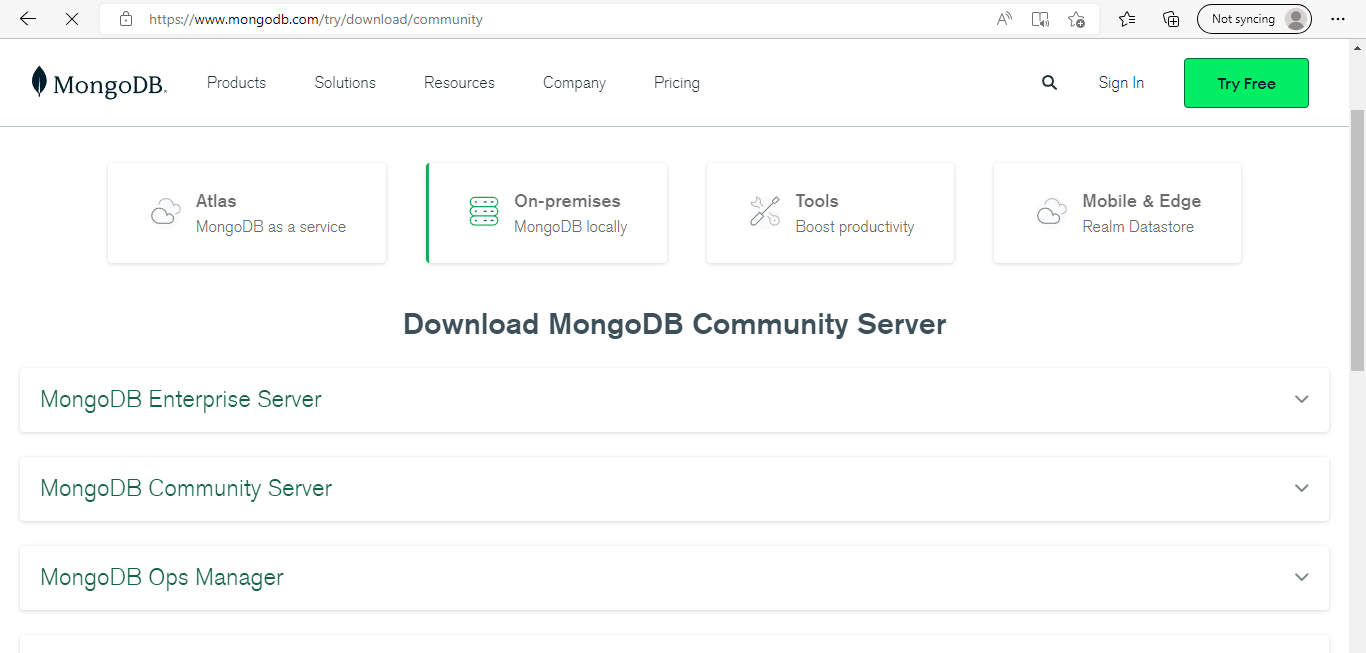 https://www.mongodb.com/try/download/community
Not syncing
MongoDB.
Products
Solutions
Resources
Company
Pricing
Sign In
Try Free
Atlas
MongoDB as a service
On-premises
MongoDB locally
Tools
Boost productivity
Mobile & Edge
Realm Datastore
Download MongoDB Community Server
MongoDB Enterprise Server
MongoDB Community Server
MongoDB Ops Manager